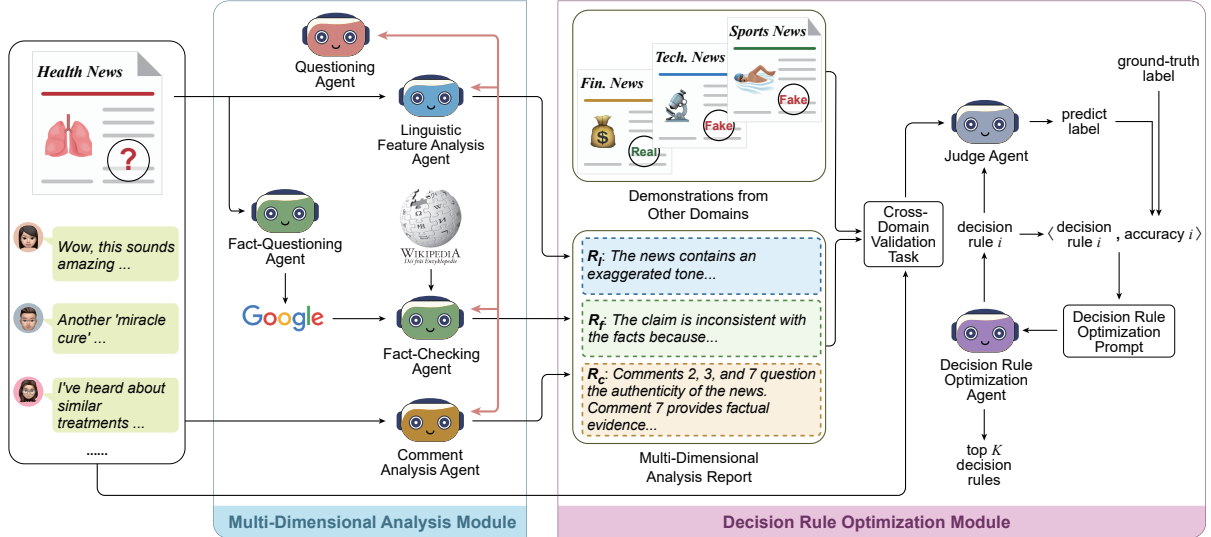 Health News
?
Wow, this sounds
amazing ...
Another 'miracle
cure' ...
I've heard about
similar
treatments ...
......
Questioning
Agent
Linguistic
Feature Analysis
Agent
Fact-Questioning
Agent
WIKIPEDIA
Google
Fact-Checking
Agent
Comment
Analysis Agent
Multi-Dimensional Analysis Module
Fin. News
$
Real
Tech. News
Fake
Sports News
Fake
Demonstrations from
Other Domains
R_l: The news contains an
exaggerated tone...
R_f: The claim is inconsistent with
the facts because...
R_c: Comments 2, 3, and 7 question
the authenticity of the news.
Comment 7 provides factual
evidence...
Multi-Dimensional
Analysis Report
Cross-
Domain
Validation
Task
Judge Agent
predict
label
ground-truth
label
decision
rule i
⟨ decision
rule i , accuracy i ⟩
Decision Rule
Optimization
Prompt
Decision Rule
Optimization
Agent
top K
decision
rules
Decision Rule Optimization Module